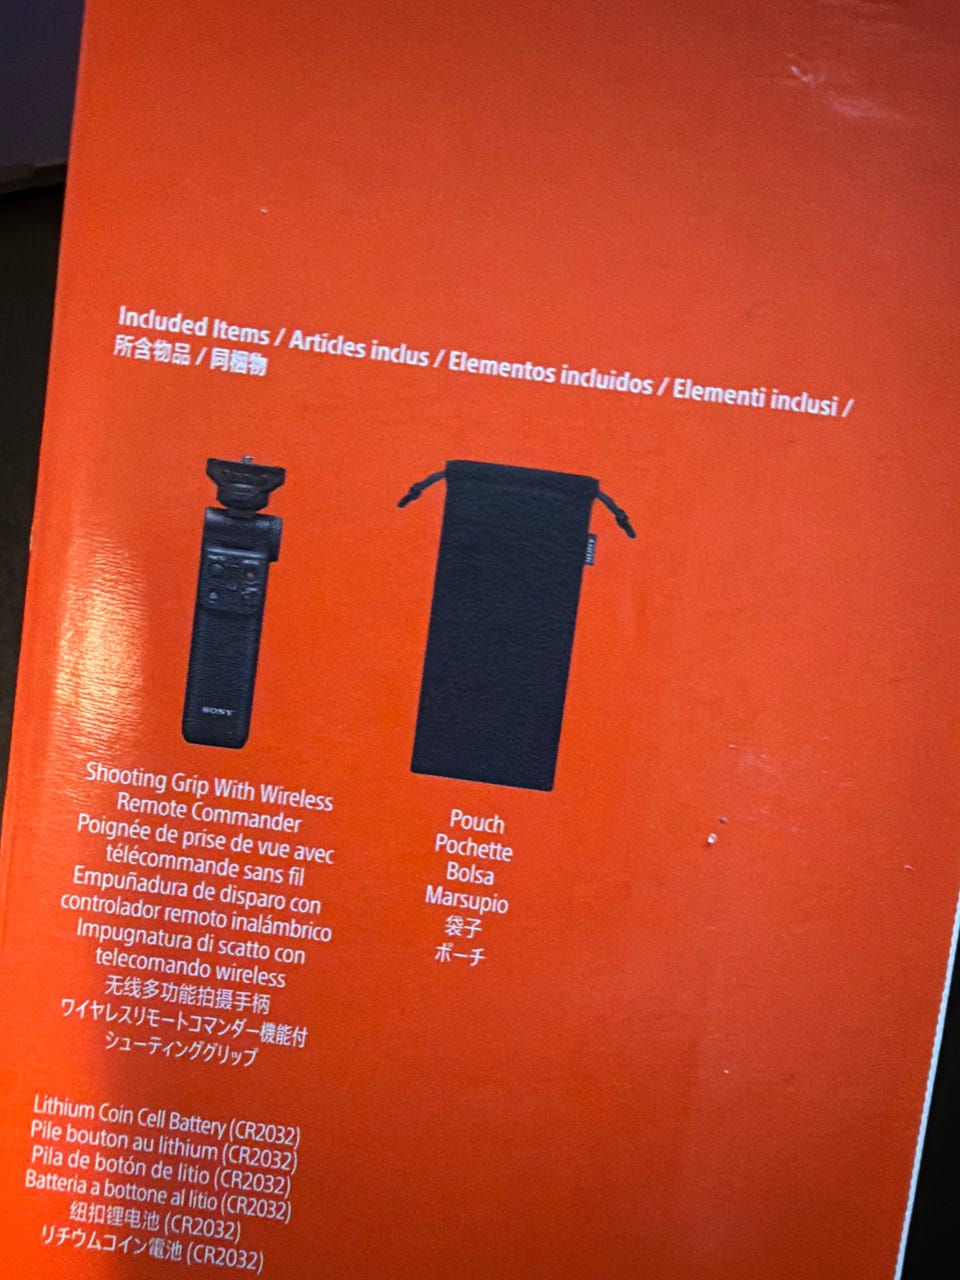 Included Items / Articles inclus / Elementos incluidos / Elementi inclusi /
所含物品 / 同梱物
SONY
SONY
Shooting Grip With Wireless
Remote Commander
Poignée de prise de vue avec
télécommande sans fil
Empuñadura de disparo con
controlador remoto inalámbrico
Impugnatura di scatto con
telecomando wireless
无线多功能拍摄手柄
ワイヤレスリモートコマンダー機能付
シューティンググリップ
Pouch
Pochette
Bolsa
Marsupio
袋子
ポーチ
Lithium Coin Cell Battery (CR2032)
Pile bouton au lithium (CR2032)
Pila de botón de litio (CR2032)
Batteria a bottone al litio (CR2032)
纽扣锂电池 (CR2032)
リチウムコイン電池 (CR2032)